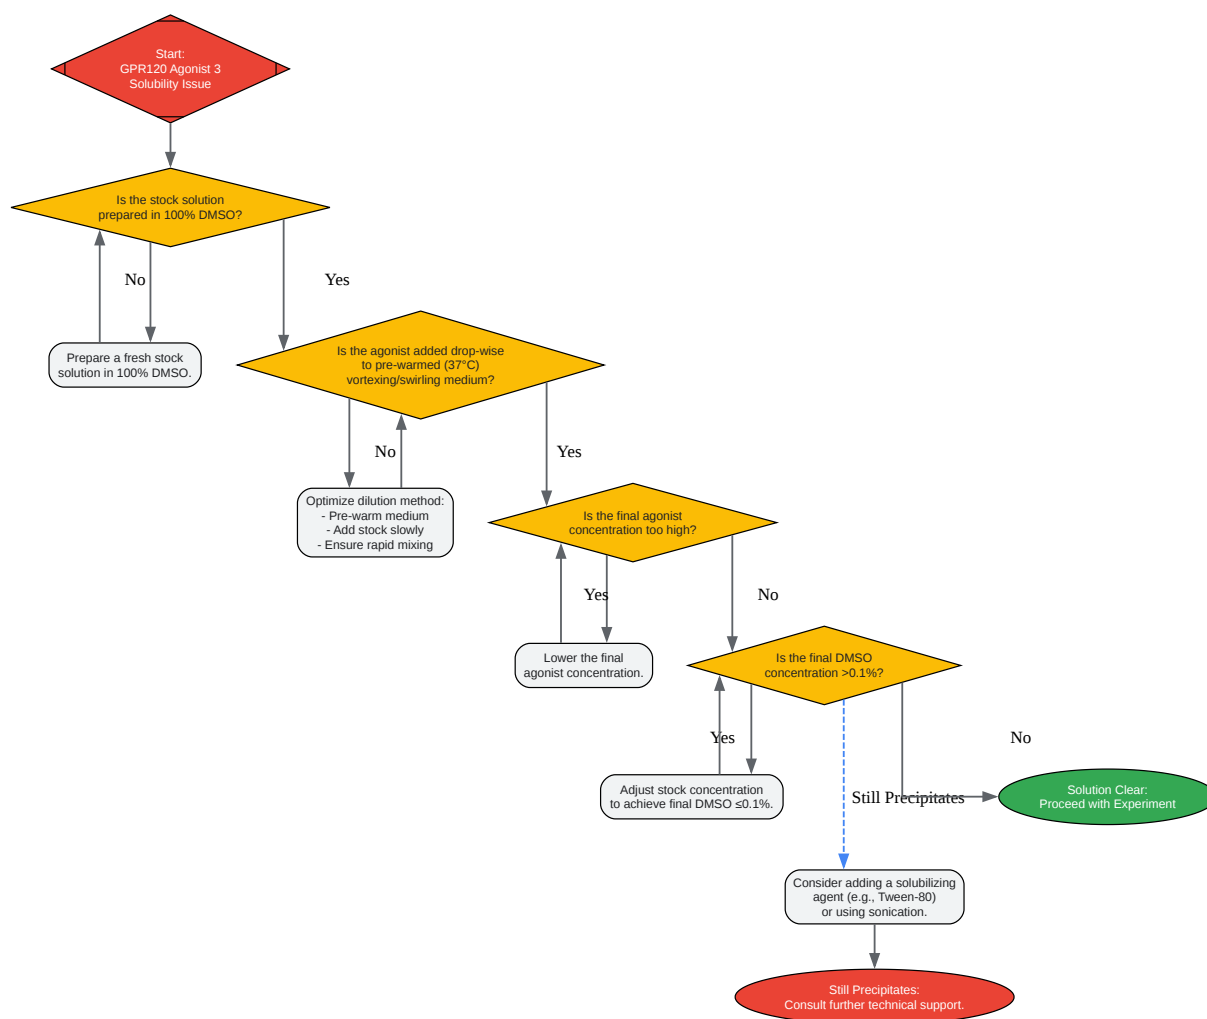 Start:
GPR120 Agonist 3
Solubility Issue
Is the stock solution
prepared in 100% DMSO?
No
Yes
Prepare a fresh stock
solution in 100% DMSO.
Is the agonist added drop-wise
to pre-warmed (37°C)
vortexing/swirling medium?
No
Yes
Optimize dilution method:
- Pre-warm medium
- Add stock slowly
- Ensure rapid mixing
Is the final agonist
concentration too high?
Yes
No
Lower the final
agonist concentration.
Is the final DMSO
concentration >0.1%?
Yes
No
Adjust stock concentration
to achieve final DMSO ≤0.1%.
Still Precipitates
Solution Clear:
Proceed with Experiment
Consider adding a solubilizing
agent (e.g., Tween-80)
or using sonication.
Still Precipitates:
Consult further technical support.